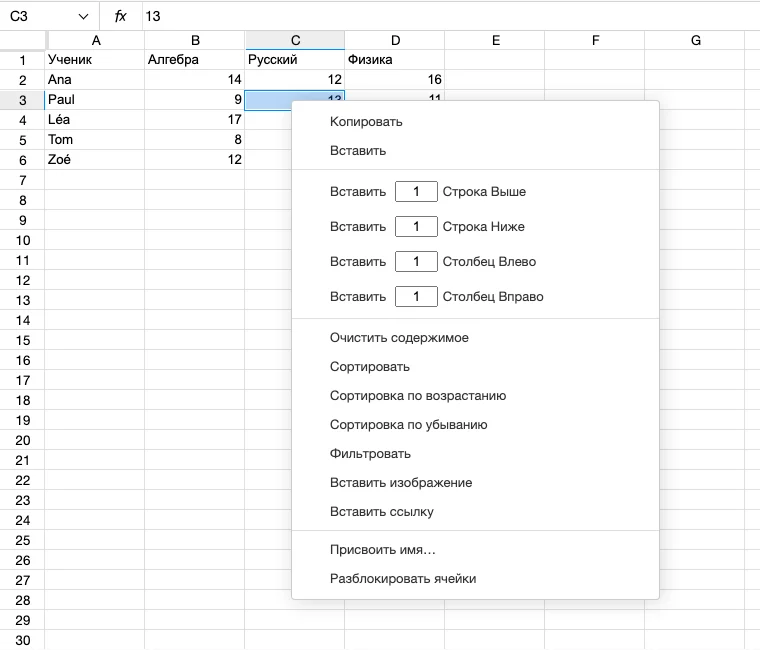 C3 fx 13
A B C D E F G
1 Ученик Алгебра Русский Физика
2 Ana 14 12 16
3 Paul 9 13 11
4 Léa 17
5 Tom 8
6 Zoé 12
7
8
9
10
11
12
13
14
15
16
17
18
19
20
21
22
23
24
25
26
27
28
29
30
Копировать
Вставить
Вставить 1 Строка Выше
Вставить 1 Строка Ниже
Вставить 1 Столбец Влево
Вставить 1 Столбец Вправо
Очистить содержимое
Сортировать
Сортировка по возрастанию
Сортировка по убыванию
Фильтровать
Вставить изображение
Вставить ссылку
Присвоить имя…
Разблокировать ячейки